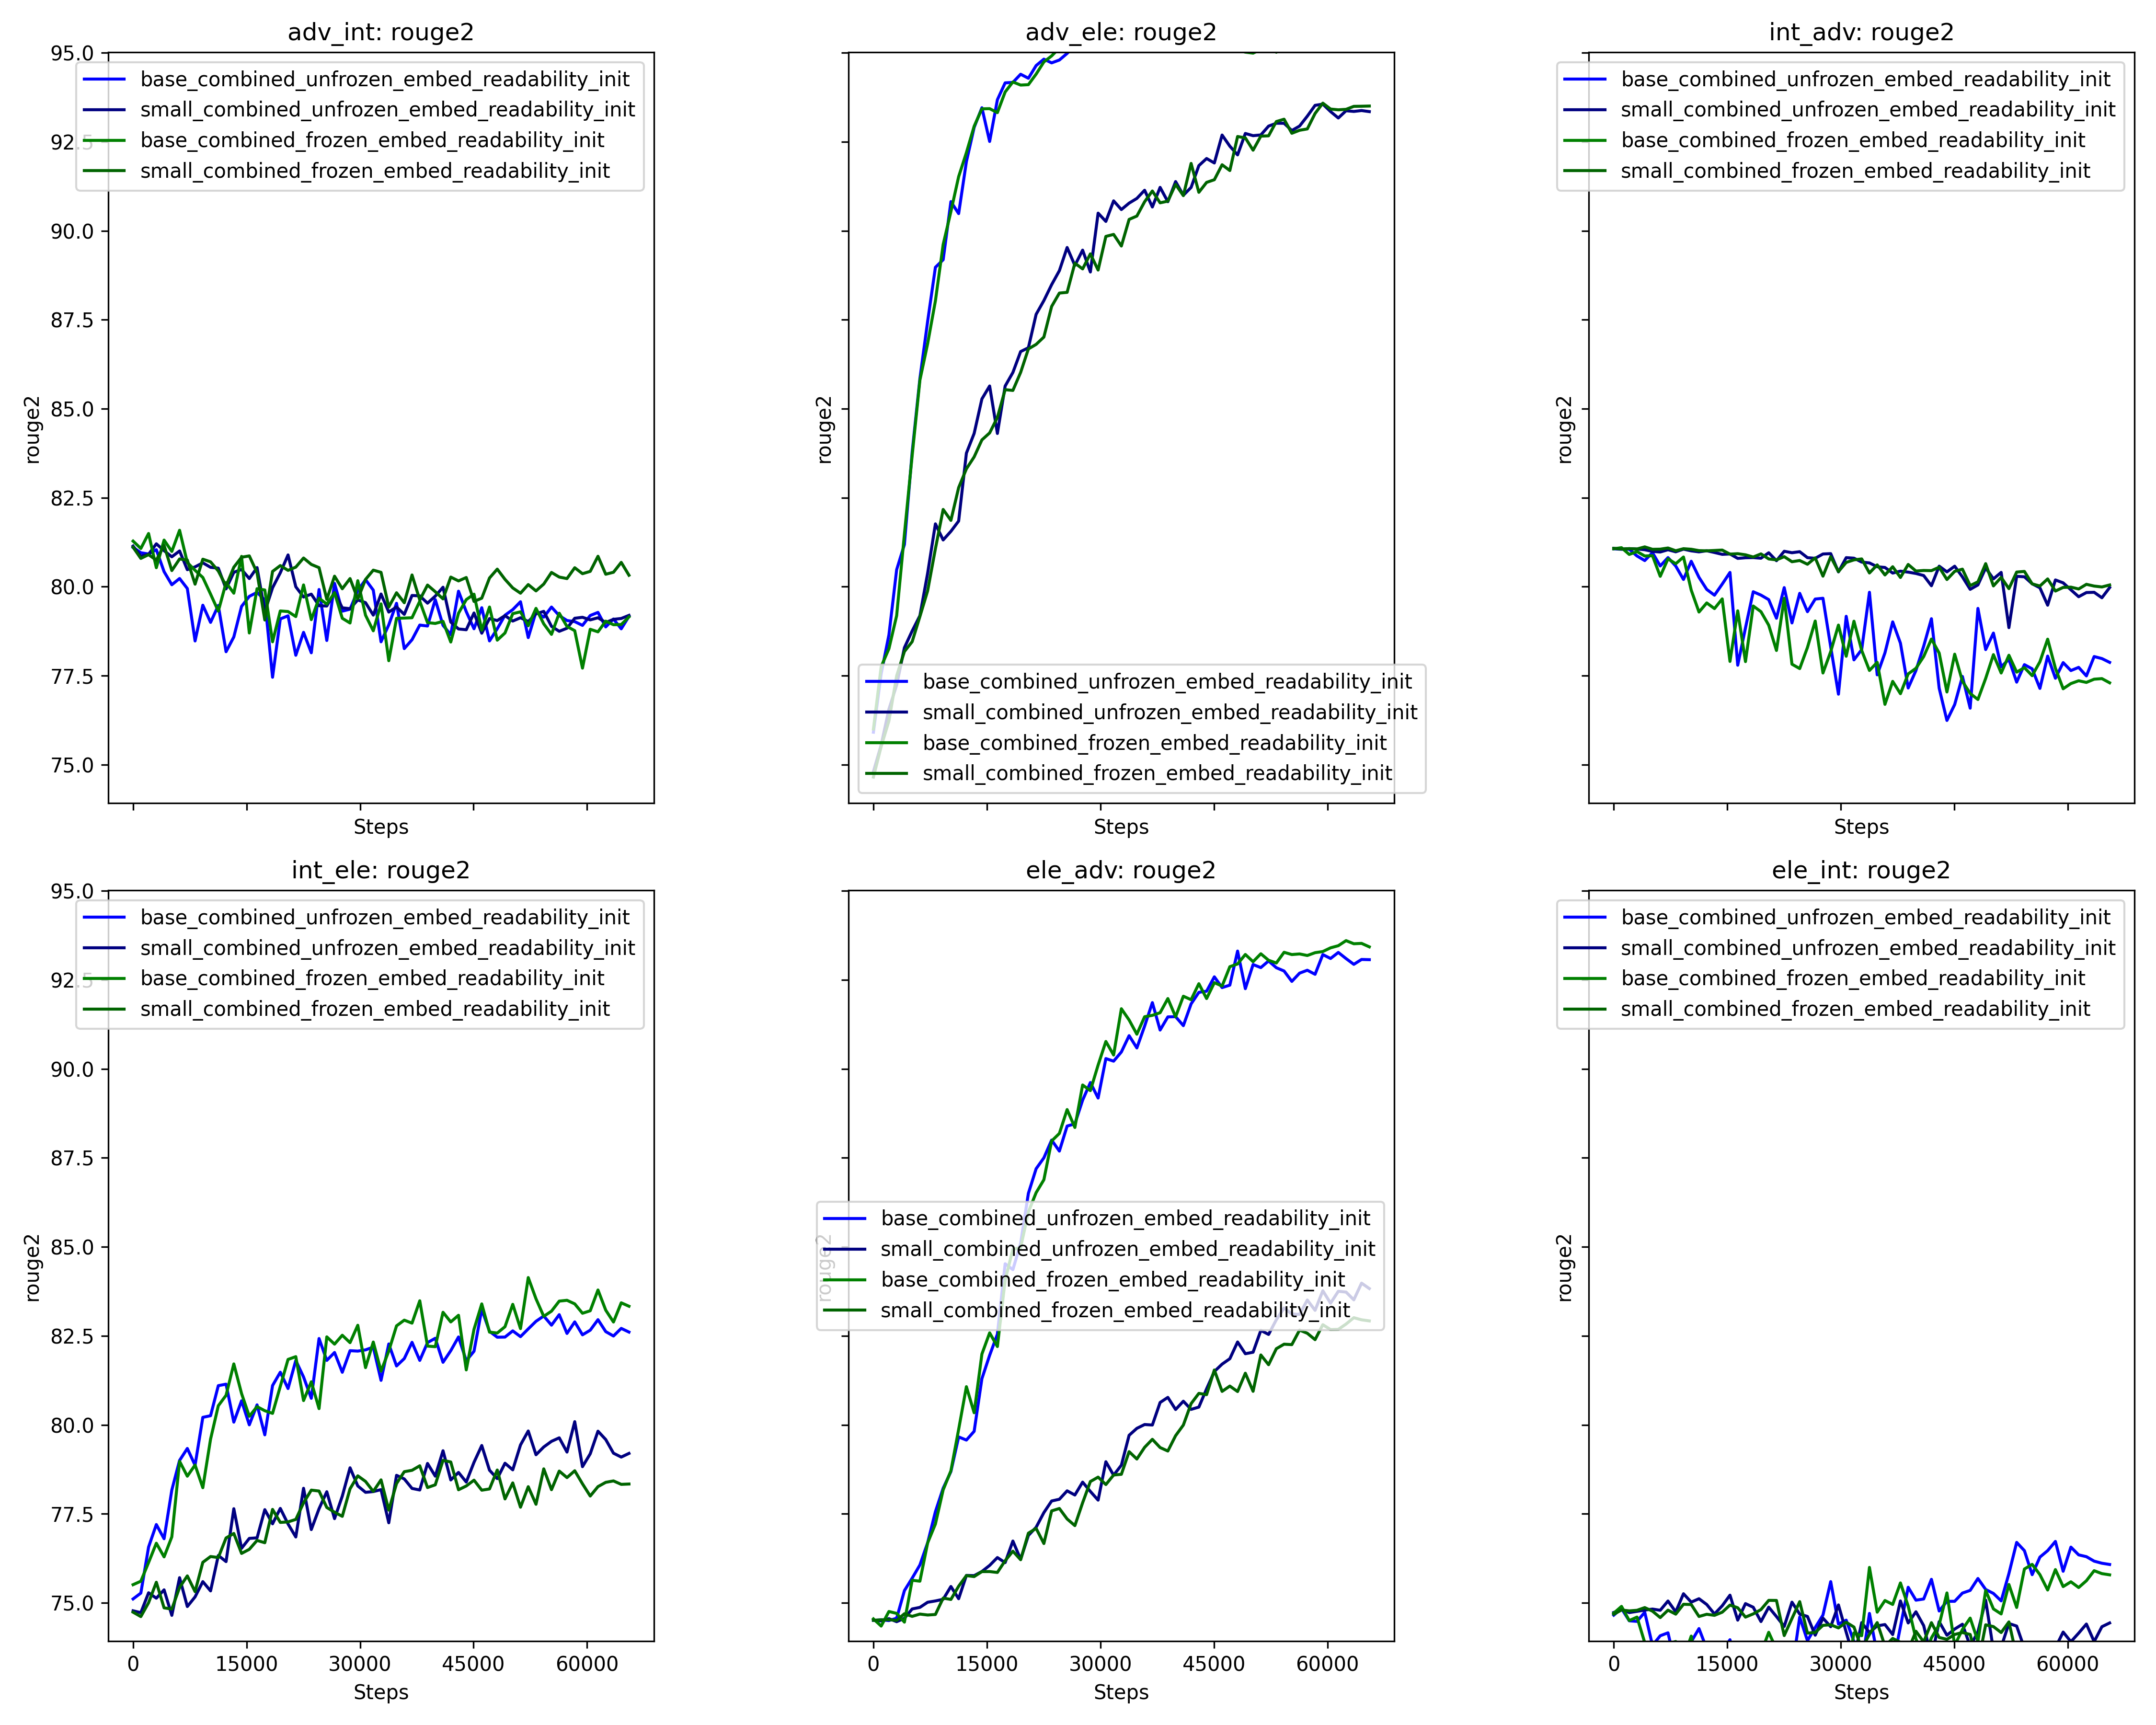 adv_int: rouge2
95.0
92.5
90.0
87.5
85.0
82.5
80.0
77.5
75.0
rouge2
base_combined_unfrozen_embed_readability_init
small_combined_unfrozen_embed_readability_init
base_combined_frozen_embed_readability_init
small_combined_frozen_embed_readability_init
Steps
adv_ele: rouge2
rouge2
base_combined_unfrozen_embed_readability_init
small_combined_unfrozen_embed_readability_init
base_combined_frozen_embed_readability_init
small_combined_frozen_embed_readability_init
Steps
int_adv: rouge2
rouge2
base_combined_unfrozen_embed_readability_init
small_combined_unfrozen_embed_readability_init
base_combined_frozen_embed_readability_init
small_combined_frozen_embed_readability_init
Steps
int_ele: rouge2
95.0
92.5
90.0
87.5
85.0
82.5
80.0
77.5
75.0
rouge2
base_combined_unfrozen_embed_readability_init
small_combined_unfrozen_embed_readability_init
base_combined_frozen_embed_readability_init
small_combined_frozen_embed_readability_init
0 15000 30000 45000 60000
Steps
ele_adv: rouge2
rouge2
base_combined_unfrozen_embed_readability_init
small_combined_unfrozen_embed_readability_init
base_combined_frozen_embed_readability_init
small_combined_frozen_embed_readability_init
0 15000 30000 45000 60000
Steps
ele_int: rouge2
rouge2
base_combined_unfrozen_embed_readability_init
small_combined_unfrozen_embed_readability_init
base_combined_frozen_embed_readability_init
small_combined_frozen_embed_readability_init
0 15000 30000 45000 60000
Steps